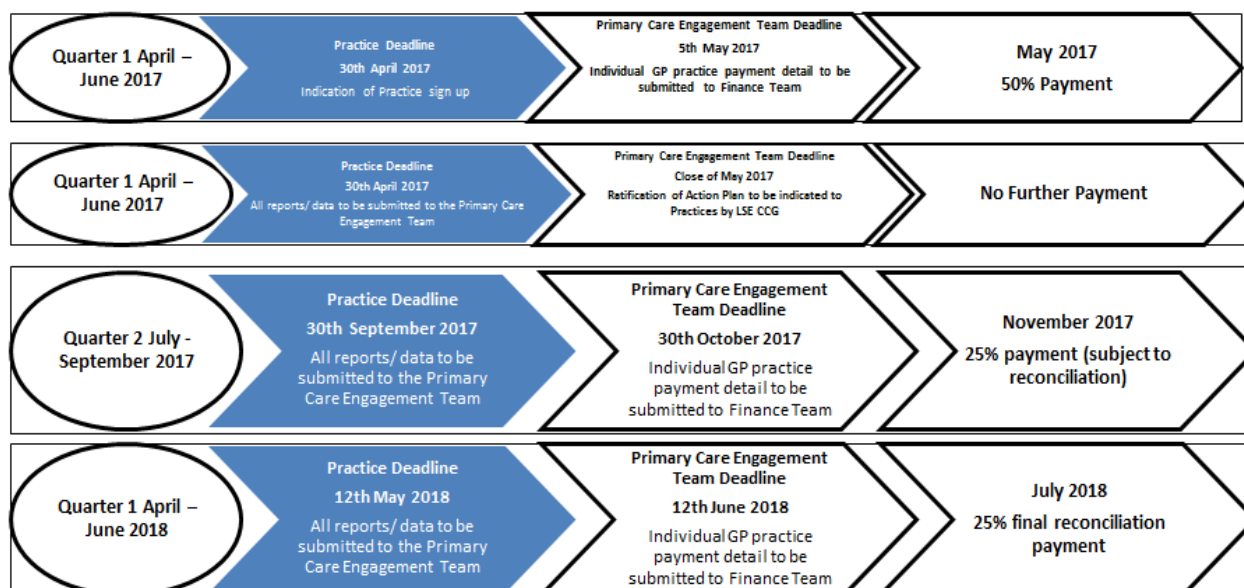 Quarter 1 April –
June 2017
Practice Deadline
30th April 2017
Indication of Practice sign up
Primary Care Engagement Team Deadline
5th May 2017
Individual GP practice payment detail to be
submitted to Finance Team
May 2017
50% Payment
Quarter 1 April –
June 2017
Practice Deadline
30th April 2017
All reports/ data to be submitted to the Primary Care
Engagement Team
Primary Care Engagement Team Deadline
Close of May 2017
Ratification of Action Plan to be indicated to
Practices by LSE CCG
No Further Payment
Quarter 2 July -
September 2017
Practice Deadline
30th September 2017
All reports/ data to be
submitted to the Primary
Care Engagement Team
Primary Care Engagement
Team Deadline
30th October 2017
Individual GP practice
payment detail to be
submitted to Finance Team
November 2017
25% payment (subject to
reconciliation)
Quarter 1 April –
June 2018
Practice Deadline
12th May 2018
All reports/ data to be
submitted to the Primary
Care Engagement Team
Primary Care Engagement
Team Deadline
12th June 2018
Individual GP practice
payment detail to be
submitted to Finance Team
July 2018
25% final reconciliation
payment